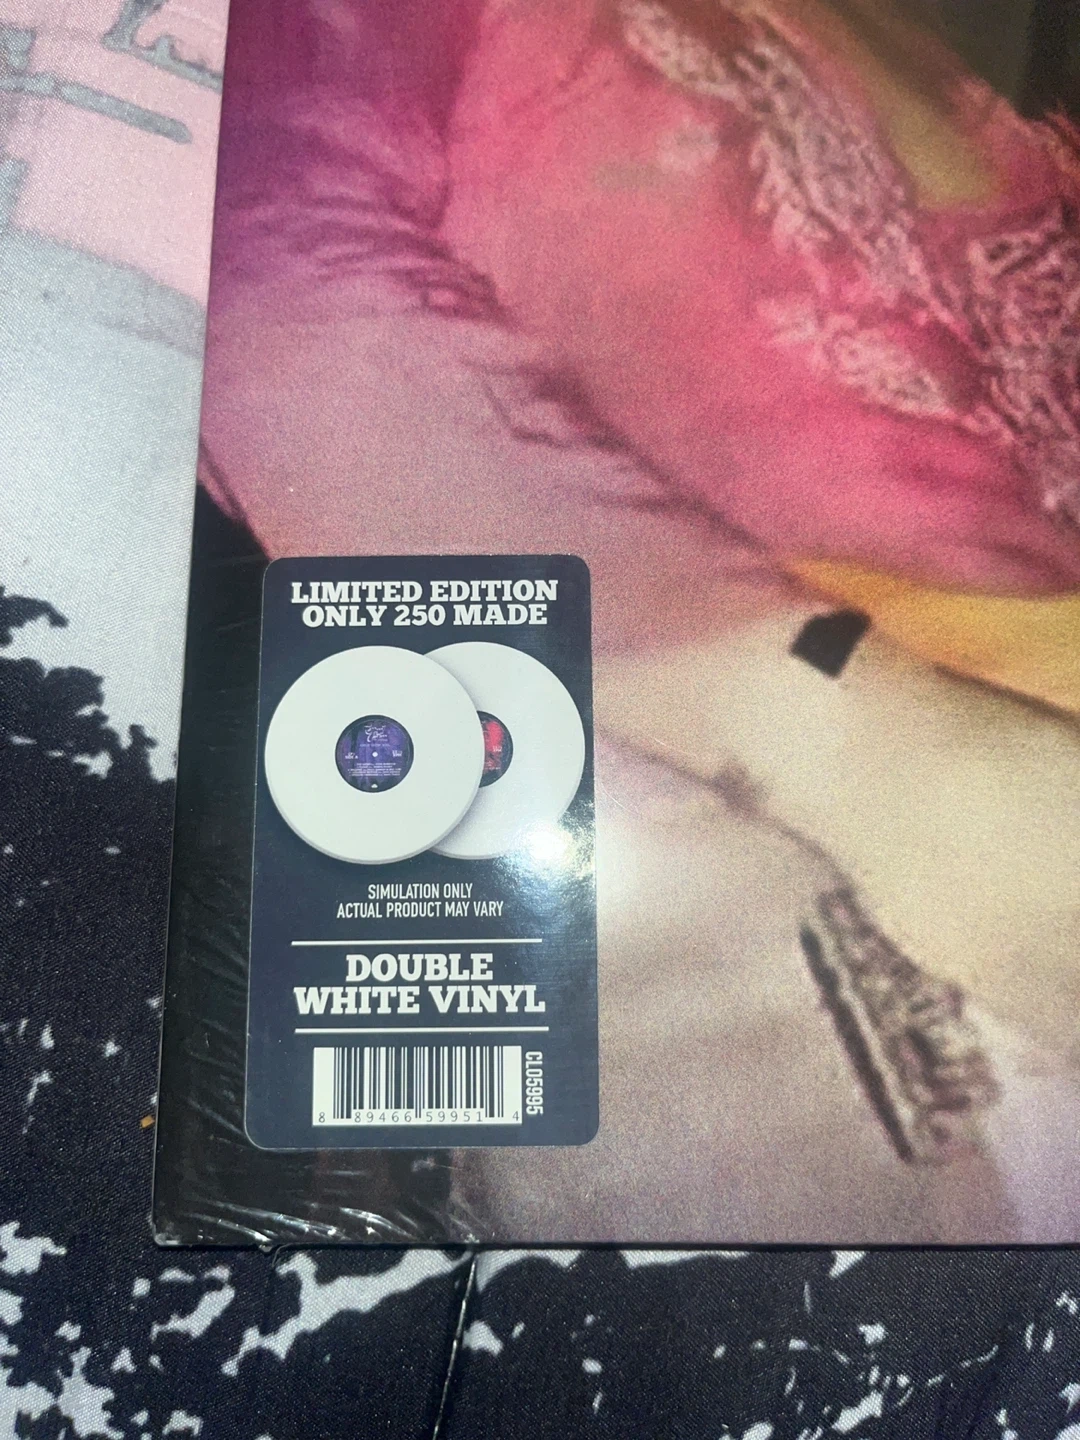 LIMITED EDITION
ONLY 250 MADE
SIMULATION ONLY
ACTUAL PRODUCT MAY VARY
DOUBLE
WHITE VINYL
CLO5995
8 89466 59951 4